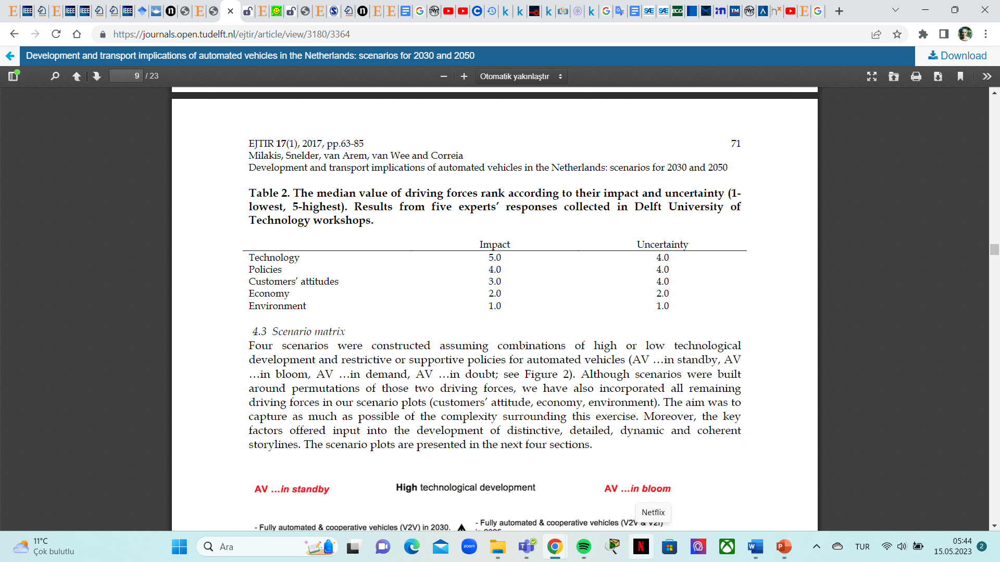 https://journals.open.tudelft.nl/ejtir/article/view/3180/3364
Development and transport implications of automated vehicles in the Netherlands: scenarios for 2030 and 2050
Download
9 / 23
Otomatik yakınlaştır
EJTIR 17(1), 2017, pp.63-85 71
Milakis, Snelder, van Arem, van Wee and Correia
Development and transport implications of automated vehicles in the Netherlands: scenarios for 2030 and 2050
Table 2. The median value of driving forces rank according to their impact and uncertainty (1-
lowest, 5-highest). Results from five experts’ responses collected in Delft University of
Technology workshops.
Impact Uncertainty
Technology 5.0 4.0
Policies 4.0 4.0
Customers’ attitudes 3.0 4.0
Economy 2.0 2.0
Environment 1.0 1.0
4.3 Scenario matrix
Four scenarios were constructed assuming combinations of high or low technological
development and restrictive or supportive policies for automated vehicles (AV …in standby, AV
…in bloom, AV …in demand, AV …in doubt; see Figure 2). Although scenarios were built
around permutations of those two driving forces, we have also incorporated all remaining
driving forces in our scenario plots (customers’ attitude, economy, environment). The aim was to
capture as much as possible of the complexity surrounding this exercise. Moreover, the key
factors offered input into the development of distinctive, detailed, dynamic and coherent
storylines. The scenario plots are presented in the next four sections.
AV …in standby High technological development AV …in bloom
Netflix
- Fully automated & cooperative vehicles (V2V) in 2030.
- Fully automated & cooperative vehicles (V2V & V2I)
11°C
Çok bulutlu
Ara
zoom
TUR
05:44
15.05.2023
2